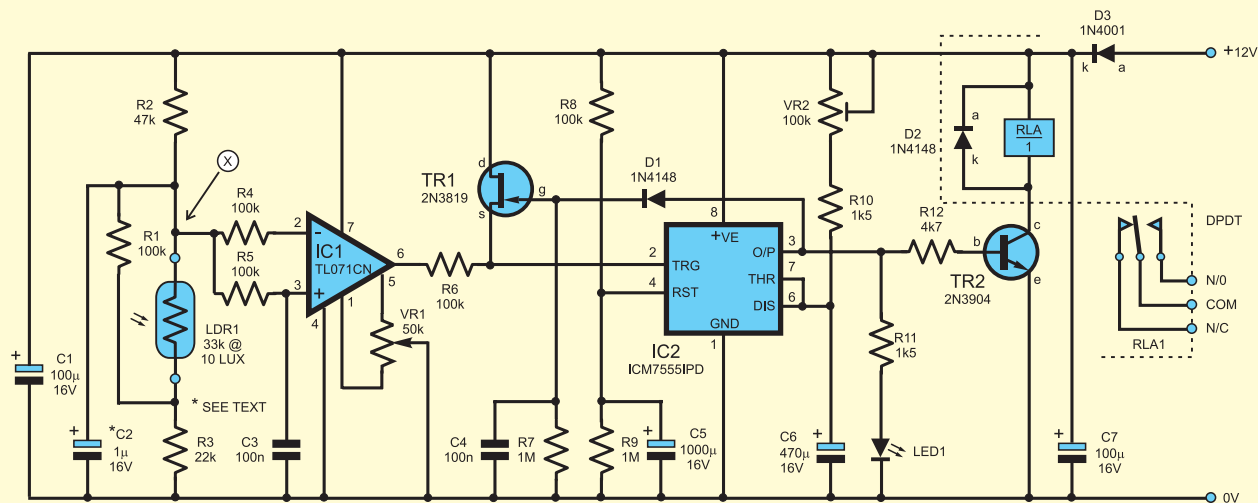 D3
1N4001
k
a
+12V
R2
47k
R8
100k
VR2
100k
a
D2
1N4148
k
RLA
1
X
D1
1N4148
TR1
2N3819
d
g
s
R10
1k5
R1
100k
R4
100k
R5
100k
2
7
-
IC1
TL071CN
+
3
6
5
1
4
R6
100k
8
+VE
2
TRG
O/P
3
7
4
RST
THR
DIS
6
GND
1
IC2
ICM7555IPD
R12
4k7
c
b
TR2
2N3904
e
DPDT
N/0
COM
N/C
RLA1
LDR1
33k @
10 LUX
VR1
50k
R11
1k5
C1
100µ
16V
+
* SEE TEXT
+
*C2
1µ
16V
R3
22k
C3
100n
C4
100n
R7
1M
R9
1M
+
C5
1000µ
16V
C6
470µ
16V
+
LED1
+
C7
100µ
16V
0V